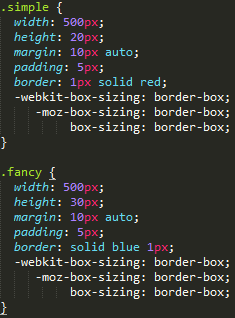 .simple {
  width: 500px;
  height: 20px;
  margin: 10px auto;
  padding: 5px;
  border: 1px solid red;
  -webkit-box-sizing: border-box;
     -moz-box-sizing: border-box;
          box-sizing: border-box;
}

.fancy {
  width: 500px;
  height: 30px;
  margin: 10px auto;
  padding: 5px;
  border: solid blue 1px;
  -webkit-box-sizing: border-box;
     -moz-box-sizing: border-box;
          box-sizing: border-box;
}